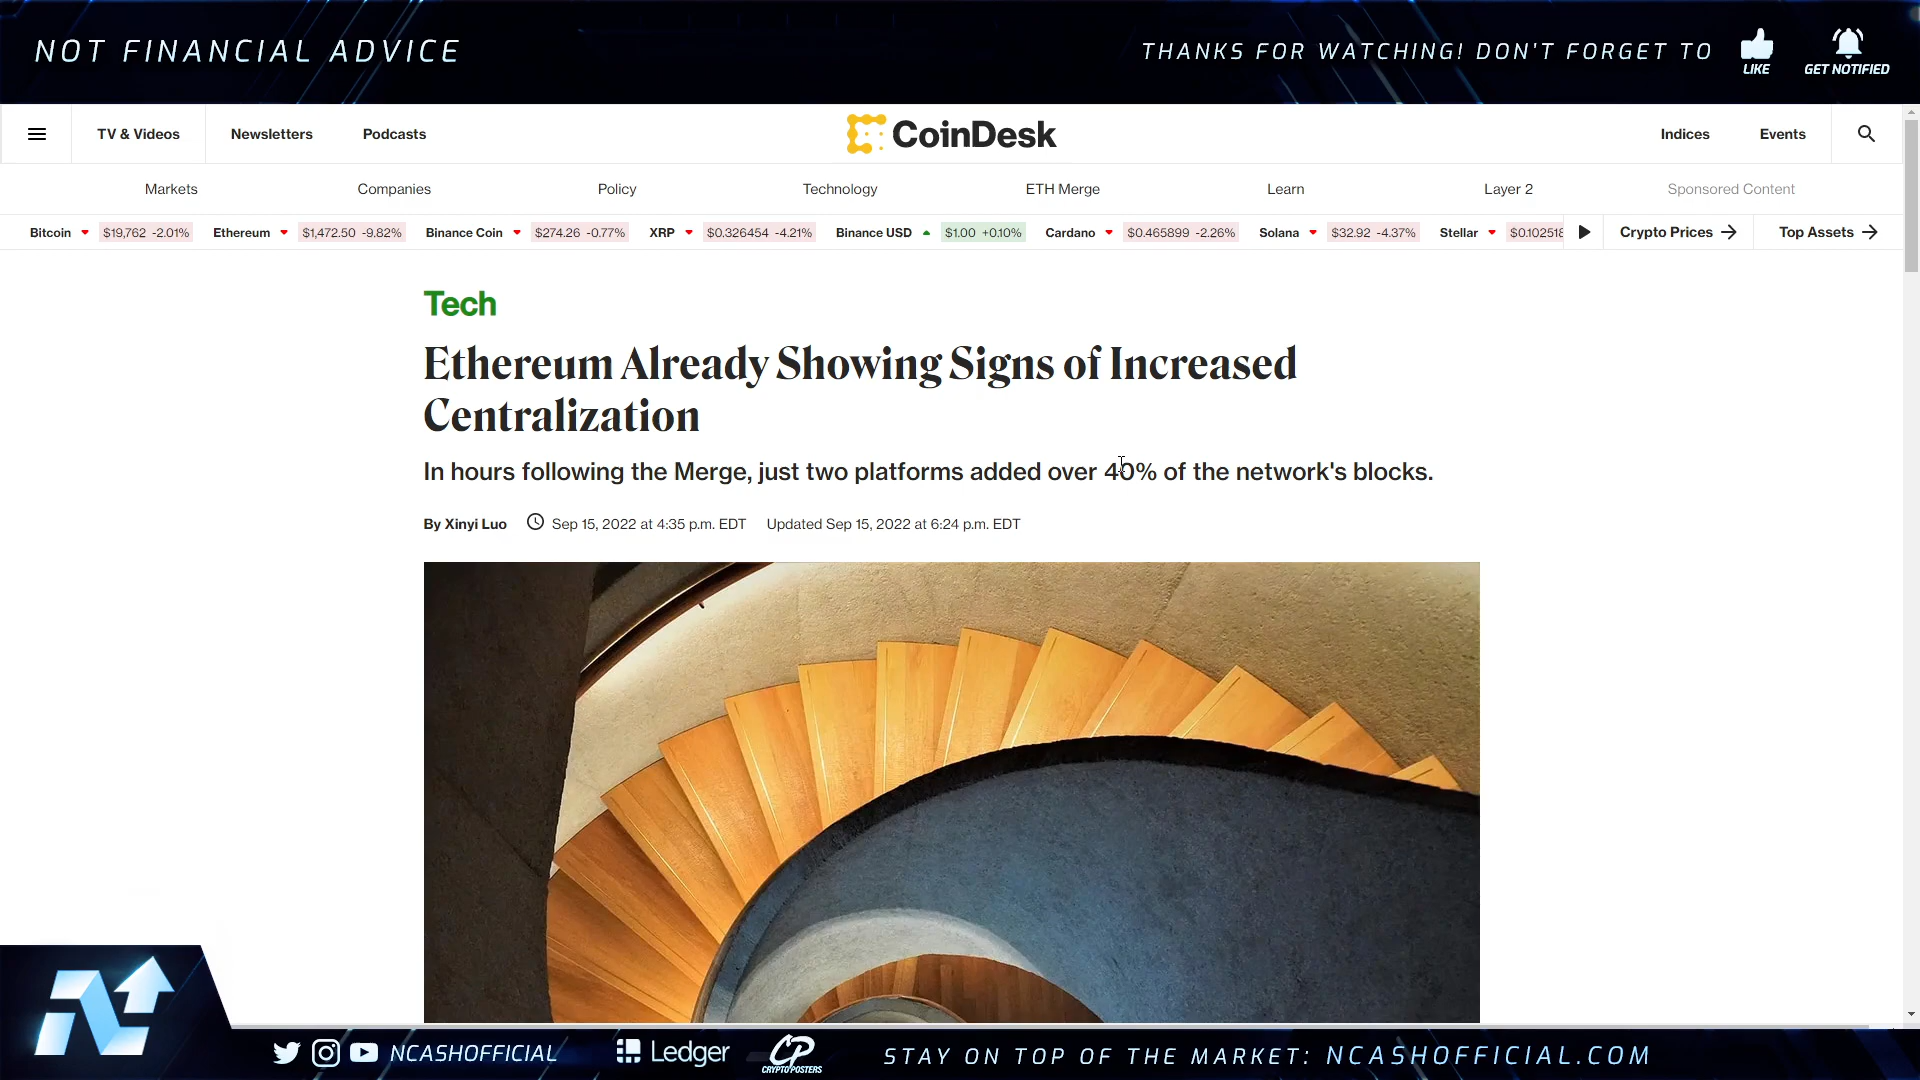 NOT FINANCIAL ADVICE
THANKS FOR WATCHING! DON'T FORGET TO
LIKE
GET NOTIFIED
TV & Videos
Newsletters
Podcasts
CoinDesk
Indices
Events
Markets
Companies
Policy
Technology
ETH Merge
Learn
Layer 2
Sponsored Content
Bitcoin $19,762 -2.01%
Ethereum $1,472.50 -9.82%
Binance Coin $274.26 -0.77%
XRP $0.326454 -4.21%
Binance USD $1.00 +0.10%
Cardano $0.465899 -2.26%
Solana $32.92 -4.37%
Stellar $0.102518
Crypto Prices
Top Assets
Tech
Ethereum Already Showing Signs of Increased
Centralization
In hours following the Merge, just two platforms added over 40% of the network's blocks.
By Xinyi Luo Sep 15, 2022 at 4:35 p.m. EDT Updated Sep 15, 2022 at 6:24 p.m. EDT
NCASHOFFICIAL
Ledger
CP
CRYPTOPOSTERS
STAY ON TOP OF THE MARKET: NCASHOFFICIAL.COM